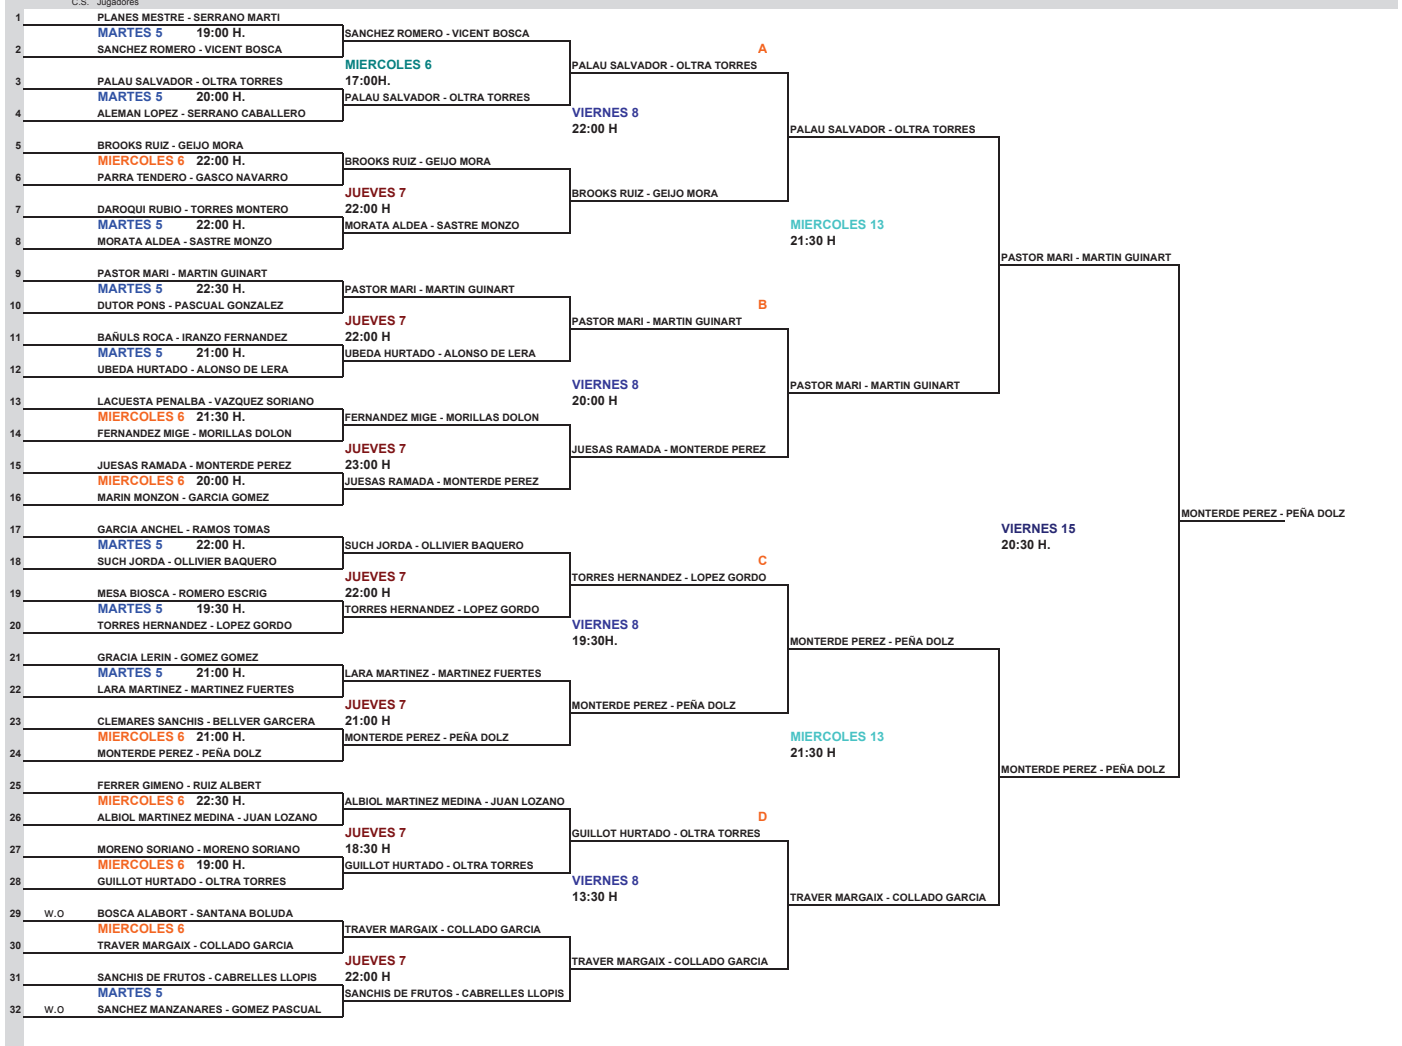 C.S. Jugadores
1 PLANES MESTRE - SERRANO MARTI
MARTES 5 19:00 H.
2 SANCHEZ ROMERO - VICENT BOSCA
3 PALAU SALVADOR - OLTRA TORRES
MARTES 5 20:00 H.
4 ALEMAN LOPEZ - SERRANO CABALLERO
5 BROOKS RUIZ - GEIJO MORA
MIERCOLES 6 22:00 H.
6 PARRA TENDERO - GASCO NAVARRO
7 DAROQUI RUBIO - TORRES MONTERO
MARTES 5 22:00 H.
8 MORATA ALDEA - SASTRE MONZO
9 PASTOR MARI - MARTIN GUINART
MARTES 5 22:30 H.
10 DUTOR PONS - PASCUAL GONZALEZ
11 BAÑULS ROCA - IRANZO FERNANDEZ
MARTES 5 21:00 H.
12 UBEDA HURTADO - ALONSO DE LERA
13 LACUESTA PENALBA - VAZQUEZ SORIANO
MIERCOLES 6 21:30 H.
14 FERNANDEZ MIGE - MORILLAS DOLON
15 JUESAS RAMADA - MONTERDE PEREZ
MIERCOLES 6 20:00 H.
16 MARIN MONZON - GARCIA GOMEZ
17 GARCIA ANCHEL - RAMOS TOMAS
MARTES 5 22:00 H.
18 SUCH JORDA - OLLIVIER BAQUERO
19 MESA BIOSCA - ROMERO ESCRIG
MARTES 5 19:30 H.
20 TORRES HERNANDEZ - LOPEZ GORDO
21 GRACIA LERIN - GOMEZ GOMEZ
MARTES 5 21:00 H.
22 LARA MARTINEZ - MARTINEZ FUERTES
23 CLEMARES SANCHIS - BELLVER GARCERA
MIERCOLES 6 21:00 H.
24 MONTERDE PEREZ - PEÑA DOLZ
25 FERRER GIMENO - RUIZ ALBERT
MIERCOLES 6 22:30 H.
26 ALBIOL MARTINEZ MEDINA - JUAN LOZANO
27 MORENO SORIANO - MORENO SORIANO
MIERCOLES 6 19:00 H.
28 GUILLOT HURTADO - OLTRA TORRES
29 W.O BOSCA ALABORT - SANTANA BOLUDA
MIERCOLES 6
30 TRAVER MARGAIX - COLLADO GARCIA
31 SANCHIS DE FRUTOS - CABRELLES LLOPIS
MARTES 5
32 W.O SANCHEZ MANZANARES - GOMEZ PASCUAL
SANCHEZ ROMERO - VICENT BOSCA
MIERCOLES 6
17:00H.
PALAU SALVADOR - OLTRA TORRES
BROOKS RUIZ - GEIJO MORA
JUEVES 7
22:00 H
MORATA ALDEA - SASTRE MONZO
PASTOR MARI - MARTIN GUINART
JUEVES 7
22:00 H
UBEDA HURTADO - ALONSO DE LERA
FERNANDEZ MIGE - MORILLAS DOLON
JUEVES 7
23:00 H
JUESAS RAMADA - MONTERDE PEREZ
SUCH JORDA - OLLIVIER BAQUERO
JUEVES 7
22:00 H
TORRES HERNANDEZ - LOPEZ GORDO
LARA MARTINEZ - MARTINEZ FUERTES
JUEVES 7
21:00 H
MONTERDE PEREZ - PEÑA DOLZ
ALBIOL MARTINEZ MEDINA - JUAN LOZANO
JUEVES 7
18:30 H
GUILLOT HURTADO - OLTRA TORRES
TRAVER MARGAIX - COLLADO GARCIA
JUEVES 7
22:00 H
SANCHIS DE FRUTOS - CABRELLES LLOPIS
A
PALAU SALVADOR - OLTRA TORRES
VIERNES 8
22:00 H
BROOKS RUIZ - GEIJO MORA
B
PASTOR MARI - MARTIN GUINART
VIERNES 8
20:00 H
JUESAS RAMADA - MONTERDE PEREZ
C
TORRES HERNANDEZ - LOPEZ GORDO
VIERNES 8
19:30H.
MONTERDE PEREZ - PEÑA DOLZ
D
GUILLOT HURTADO - OLTRA TORRES
VIERNES 8
13:30 H
TRAVER MARGAIX - COLLADO GARCIA
PALAU SALVADOR - OLTRA TORRES
MIERCOLES 13
21:30 H
PASTOR MARI - MARTIN GUINART
MONTERDE PEREZ - PEÑA DOLZ
MIERCOLES 13
21:30 H
TRAVER MARGAIX - COLLADO GARCIA
PASTOR MARI - MARTIN GUINART
VIERNES 15
20:30 H.
MONTERDE PEREZ - PEÑA DOLZ
MONTERDE PEREZ - PEÑA DOLZ